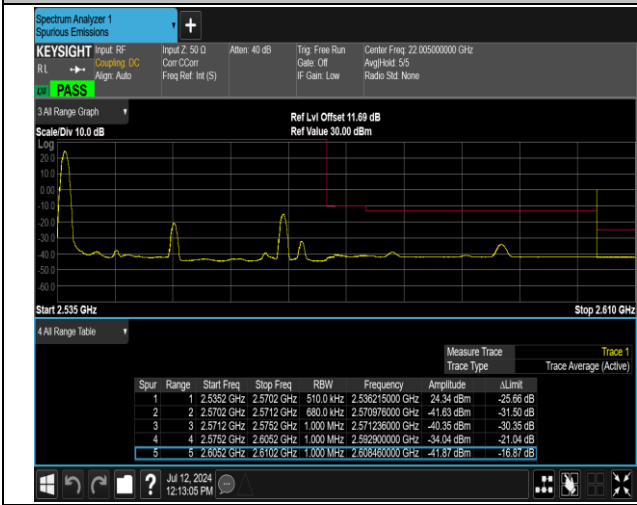 Spectrum Analyzer 1
Spurious Emissions
+
KEYSIGHT Input: RF Input Z: 50 Ω Atten: 40 dB Trig: Free Run Center Freq: 22.005000000 GHz
R L Coupling: DC Corr CCorr Gate: Off Avg|Hold: 5/5
Align: Auto Freq Ref: Int (S) IF Gain: Low Radio Std: None
PASS
3 All Range Graph
Ref Lvl Offset 11.69 dB
Scale/Div 10.0 dB Ref Value 30.00 dBm
Log
20.0
10.0
0.00
-10.0
-20.0
-30.0
-40.0
-50.0
-60.0
Start 2.535 GHz Stop 2.610 GHz
4 All Range Table
Measure Trace Trace 1
Trace Type Trace Average (Active)
Spur Range Start Freq Stop Freq RBW Frequency Amplitude ΔLimit
1 1 2.5352 GHz 2.5702 GHz 510.0 kHz 2.536215000 GHz 24.34 dBm -25.66 dB
2 2 2.5702 GHz 2.5712 GHz 680.0 kHz 2.570976000 GHz -41.63 dBm -31.50 dB
3 3 2.5712 GHz 2.5752 GHz 1.000 MHz 2.571236000 GHz -40.35 dBm -30.35 dB
4 4 2.5752 GHz 2.6052 GHz 1.000 MHz 2.592900000 GHz -34.04 dBm -21.04 dB
5 5 2.6052 GHz 2.6102 GHz 1.000 MHz 2.608460000 GHz -41.87 dBm -16.87 dB
? Jul 12, 2024
12:13:05 PM